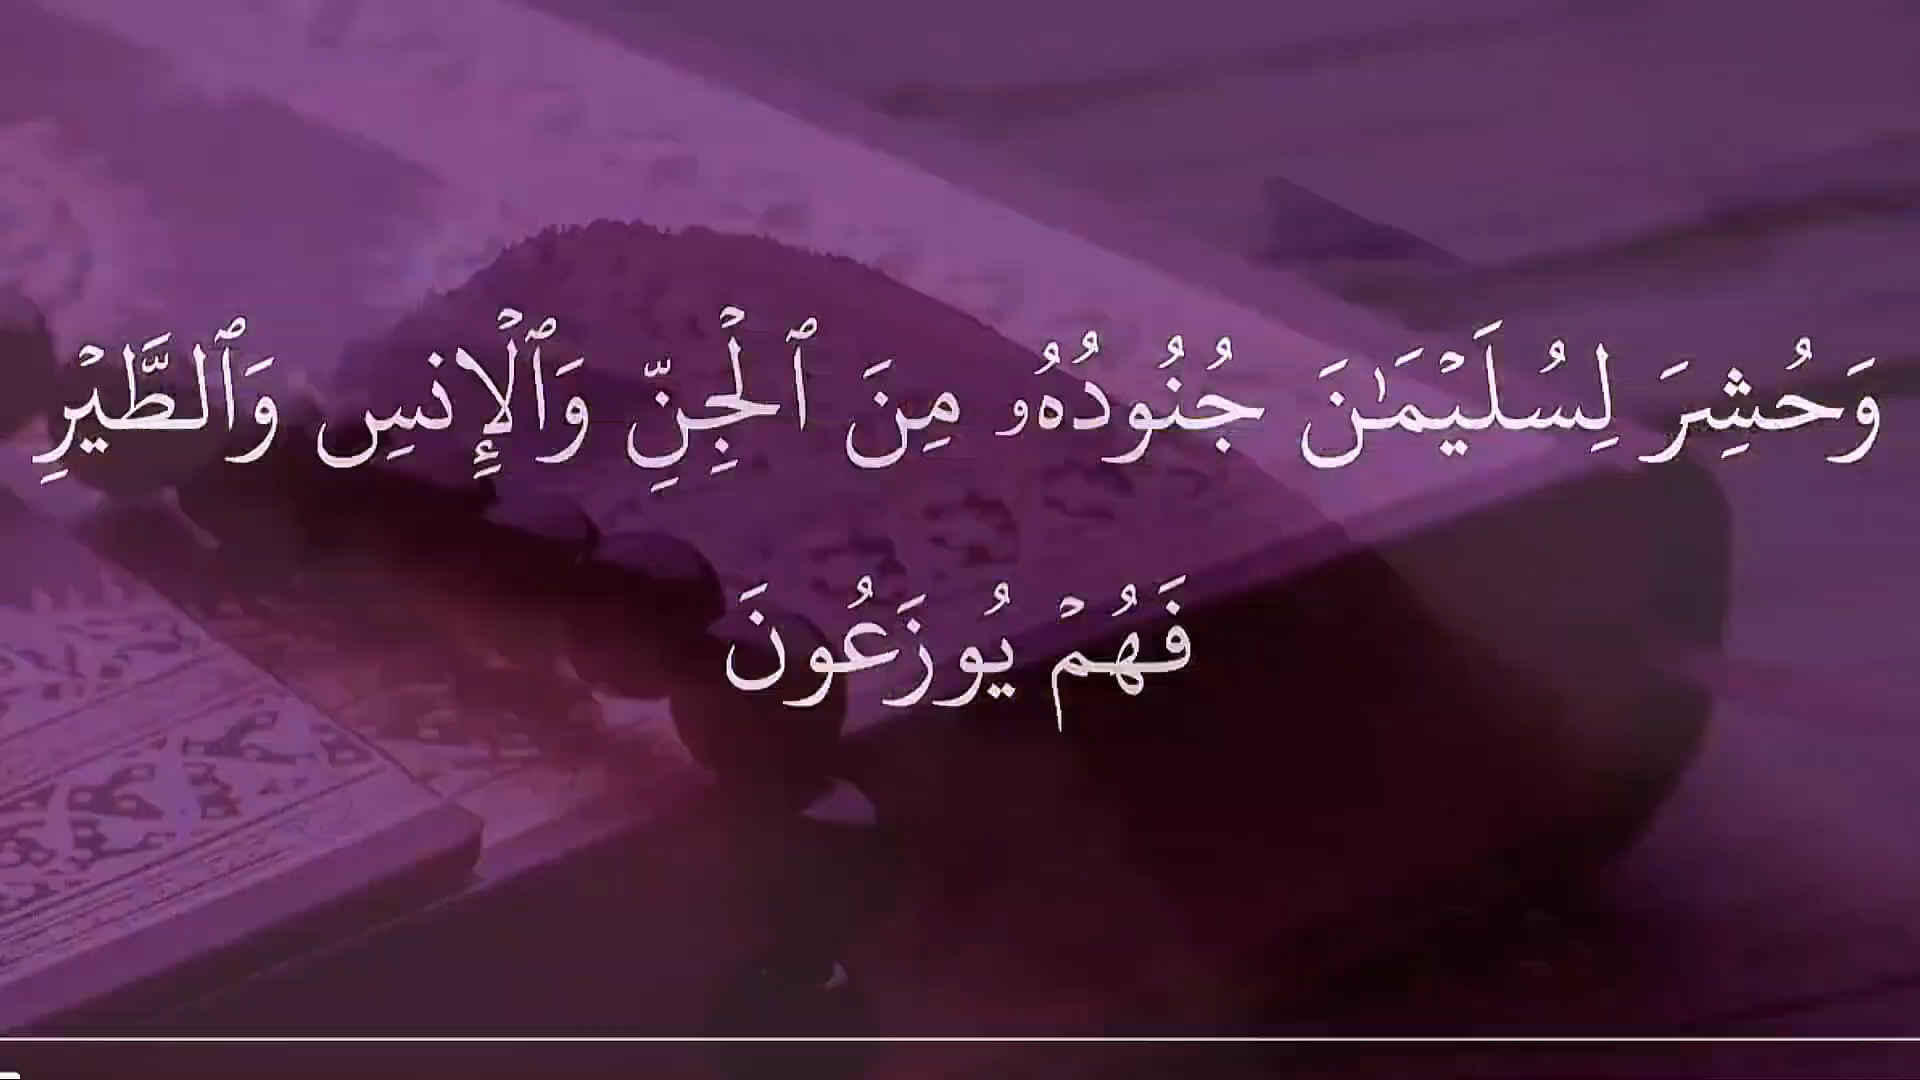 وَحُشِرَ لِسُلَيْمَـٰنَ جُنُودُهُۥ مِنَ ٱلْجِنِّ وَٱلْإِنسِ وَٱلطَّيْرِ
فَهُمْ يُوزَعُونَ